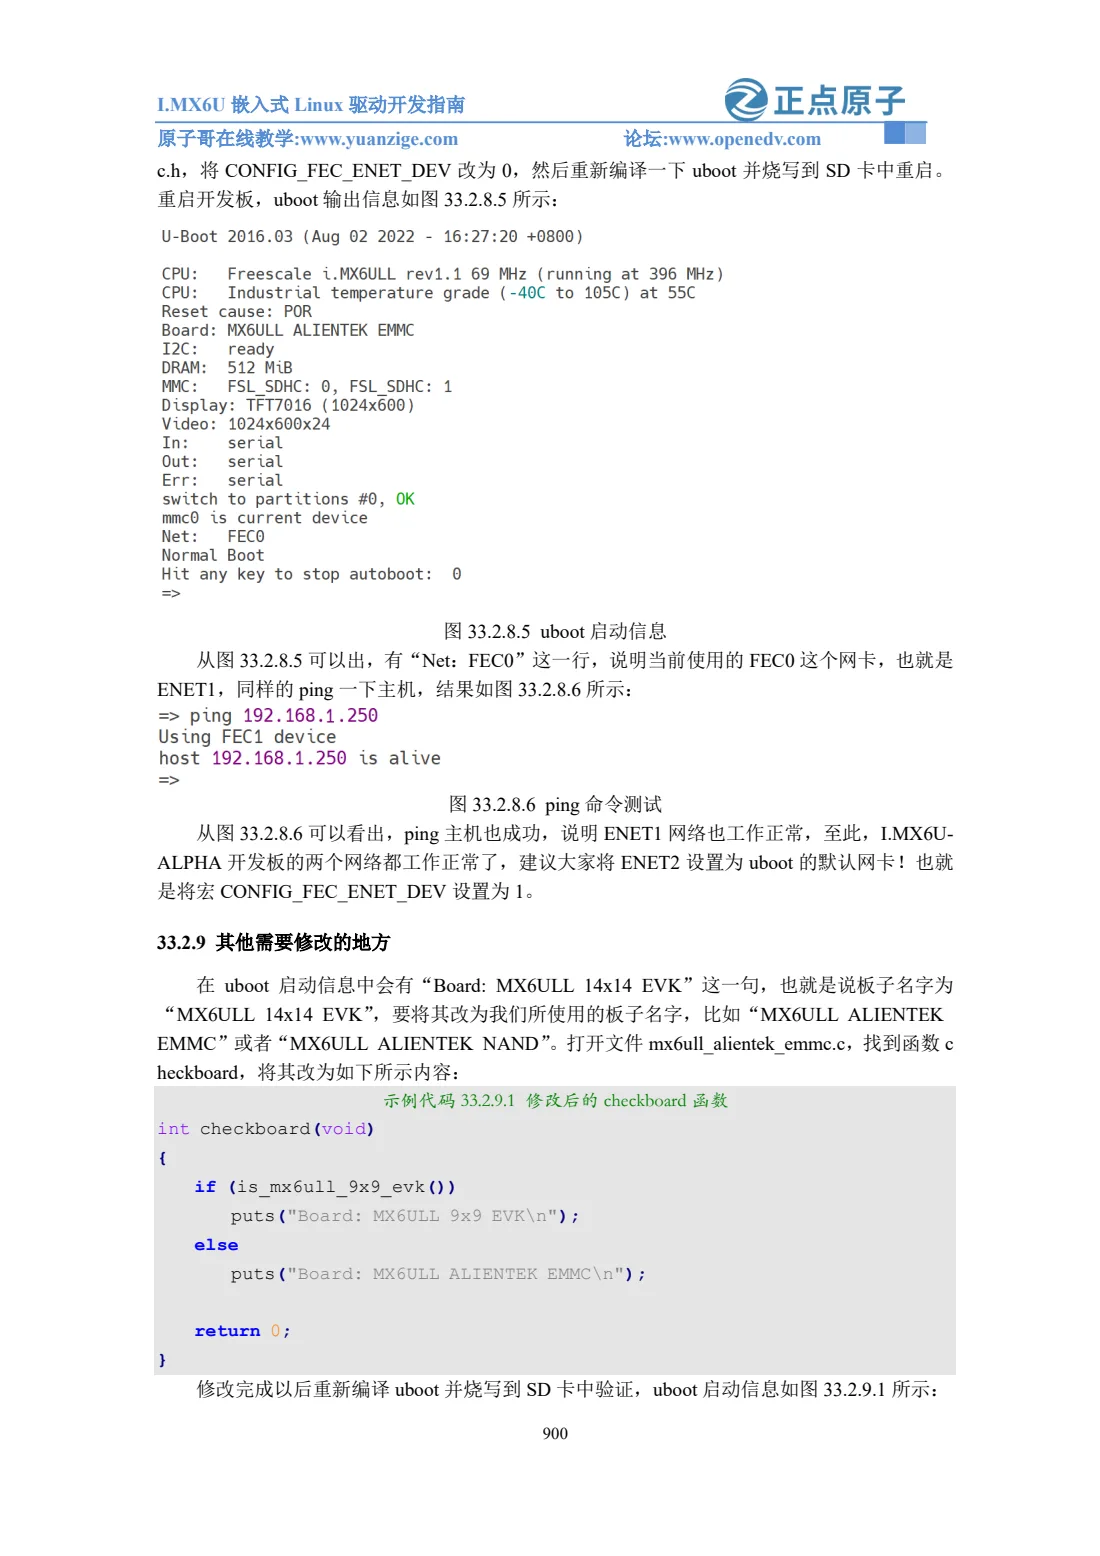 I.MX6U 嵌入式 Linux 驱动开发指南
正点原子
原子哥在线教学:www.yuanzige.com 论坛:www.openedv.com
c.h，将 CONFIG_FEC_ENET_DEV 改为 0，然后重新编译一下 uboot 并烧写到 SD 卡中重启。
重启开发板，uboot 输出信息如图 33.2.8.5 所示：
U-Boot 2016.03 (Aug 02 2022 - 16:27:20 +0800)
CPU: Freescale i.MX6ULL rev1.1 69 MHz (running at 396 MHz)
CPU: Industrial temperature grade (-40C to 105C) at 55C
Reset cause: POR
Board: MX6ULL ALIENTEK EMMC
I2C: ready
DRAM: 512 MiB
MMC: FSL_SDHC: 0, FSL_SDHC: 1
Display: TFT7016 (1024x600)
Video: 1024x600x24
In: serial
Out: serial
Err: serial
switch to partitions #0, OK
mmc0 is current device
Net: FEC0
Normal Boot
Hit any key to stop autoboot: 0
=>
图 33.2.8.5 uboot 启动信息
从图 33.2.8.5 可以出，有“Net：FEC0”这一行，说明当前使用的 FEC0 这个网卡，也就是
ENET1，同样的 ping 一下主机，结果如图 33.2.8.6 所示：
=> ping 192.168.1.250
Using FEC1 device
host 192.168.1.250 is alive
=>
图 33.2.8.6 ping 命令测试
从图 33.2.8.6 可以看出，ping 主机也成功，说明 ENET1 网络也工作正常，至此，I.MX6U-
ALPHA 开发板的两个网络都工作正常了，建议大家将 ENET2 设置为 uboot 的默认网卡！也就
是将宏 CONFIG_FEC_ENET_DEV 设置为 1。
33.2.9 其他需要修改的地方
在 uboot 启动信息中会有“Board: MX6ULL 14x14 EVK”这一句，也就是说板子名字为
“MX6ULL 14x14 EVK”，要将其改为我们所使用的板子名字，比如“MX6ULL ALIENTEK
EMMC”或者“MX6ULL ALIENTEK NAND”。打开文件 mx6ull_alientek_emmc.c，找到函数 c
heckboard，将其改为如下所示内容：
示例代码 33.2.9.1 修改后的 checkboard 函数
int checkboard(void)
{
if (is_mx6ull_9x9_evk())
puts("Board: MX6ULL 9x9 EVK\n");
else
puts("Board: MX6ULL ALIENTEK EMMC\n");
return 0;
}
修改完成以后重新编译 uboot 并烧写到 SD 卡中验证，uboot 启动信息如图 33.2.9.1 所示：
900